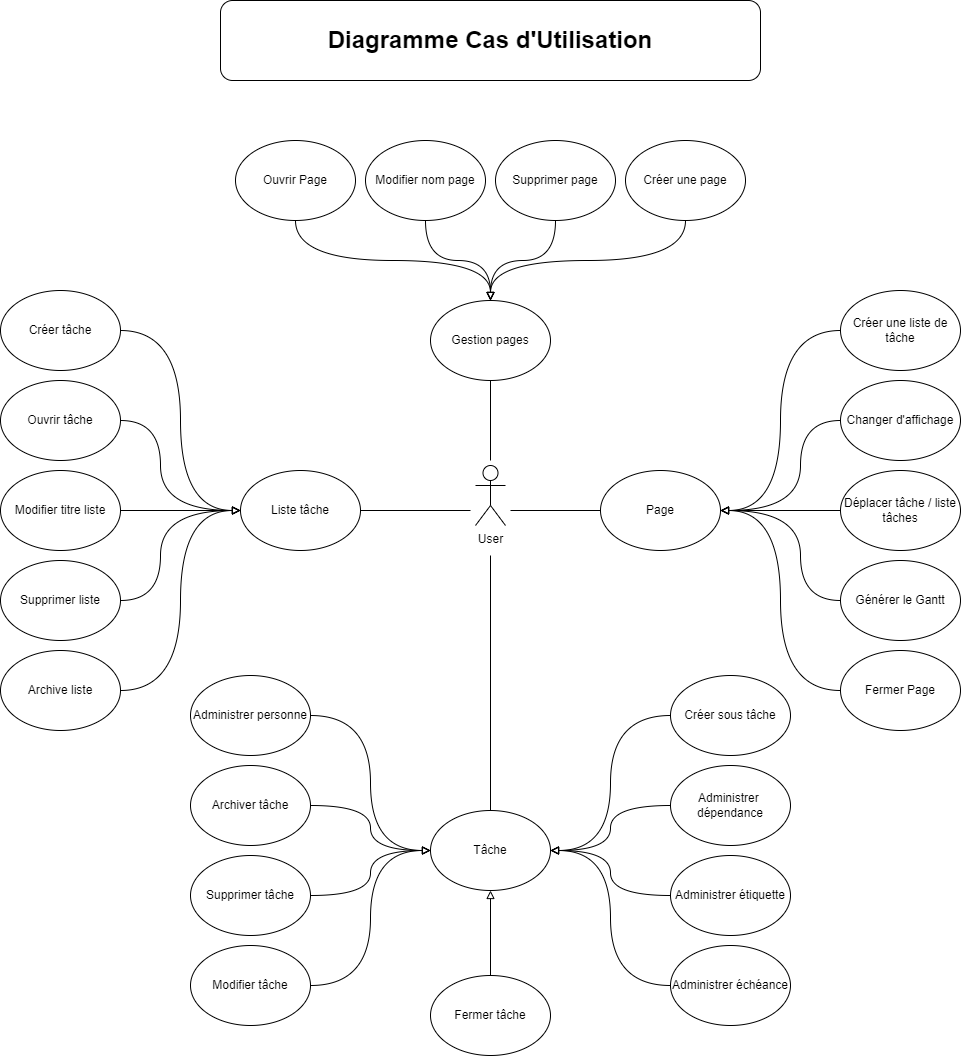 Diagramme Cas d'Utilisation
Ouvrir Page
Modifier nom page
Supprimer page
Créer une page
Gestion pages
Créer tâche
Ouvrir tâche
Modifier titre liste
Supprimer liste
Archive liste
Liste tâche
User
Page
Créer une liste de
tâche
Changer d'affichage
Déplacer tâche / liste
tâches
Générer le Gantt
Fermer Page
Administrer personne
Archiver tâche
Supprimer tâche
Modifier tâche
Tâche
Fermer tâche
Créer sous tâche
Administrer
dépendance
Administrer étiquette
Administrer échéance